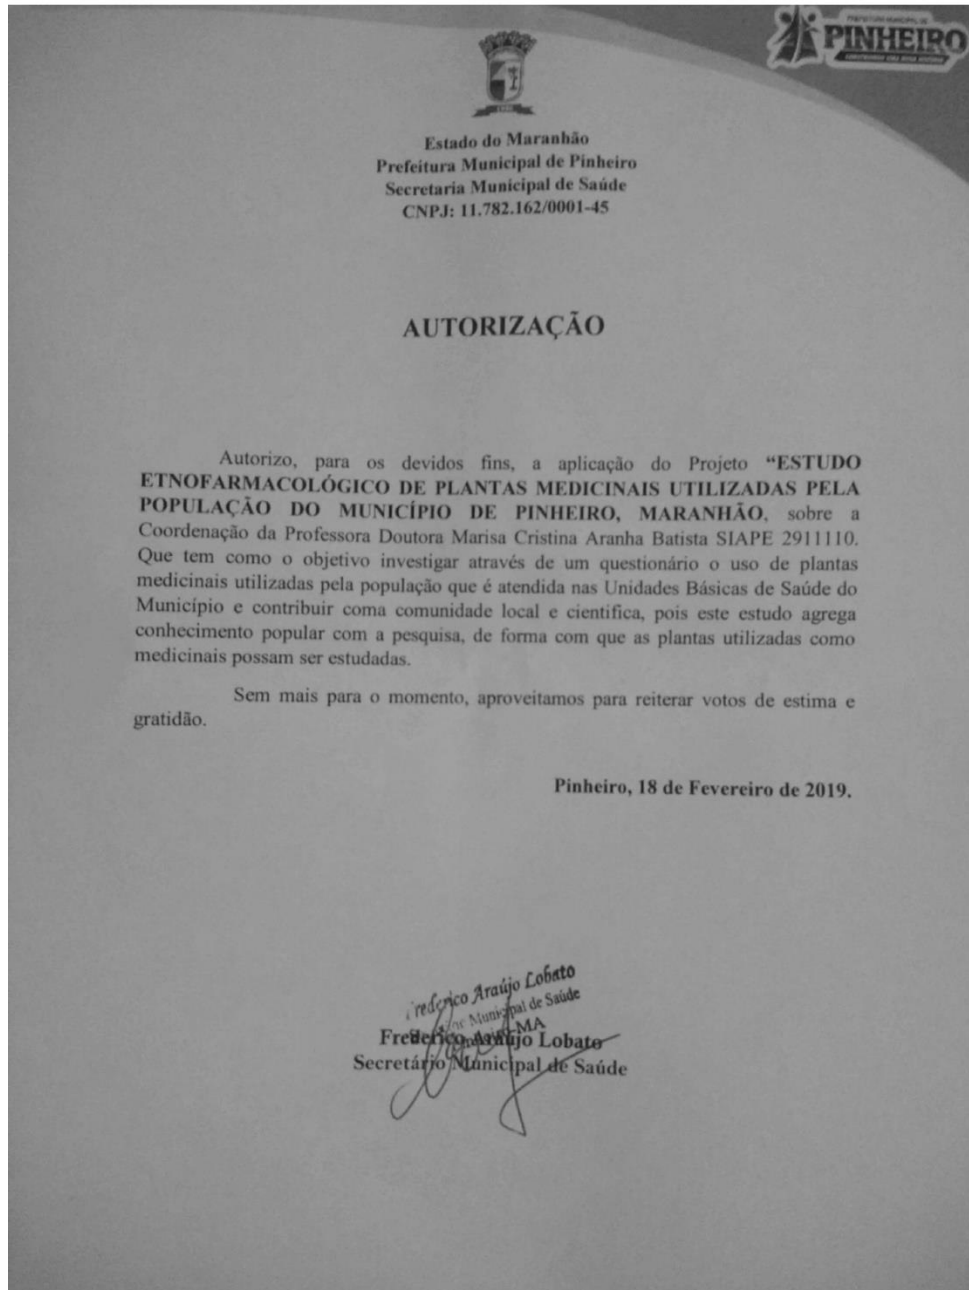 PREFEITURA MUNICIPAL DE
PINHEIRO
Estado do Maranhão
Prefeitura Municipal de Pinheiro
Secretaria Municipal de Saúde
CNPJ: 11.782.162/0001-45
AUTORIZAÇÃO
Autorizo, para os devidos fins, a aplicação do Projeto “ESTUDO
ETNOFARMACOLÓGICO DE PLANTAS MEDICINAIS UTILIZADAS PELA
POPULAÇÃO DO MUNICÍPIO DE PINHEIRO, MARANHÃO, sobre a
Coordenação da Professora Doutora Marisa Cristina Aranha Batista SIAPE 2911110.
Que tem como o objetivo investigar através de um questionário o uso de plantas
medicinais utilizadas pela população que é atendida nas Unidades Básicas de Saúde do
Município e contribuir coma comunidade local e cientifica, pois este estudo agrega
conhecimento popular com a pesquisa, de forma com que as plantas utilizadas como
medicinais possam ser estudadas.
Sem mais para o momento, aproveitamos para reiterar votos de estima e
gratidão.
Pinheiro, 18 de Fevereiro de 2019.
Frederico Araújo Lobato
Municipal de Saúde
MA
Frederico Araújo Lobato
Secretário Municipal de Saúde